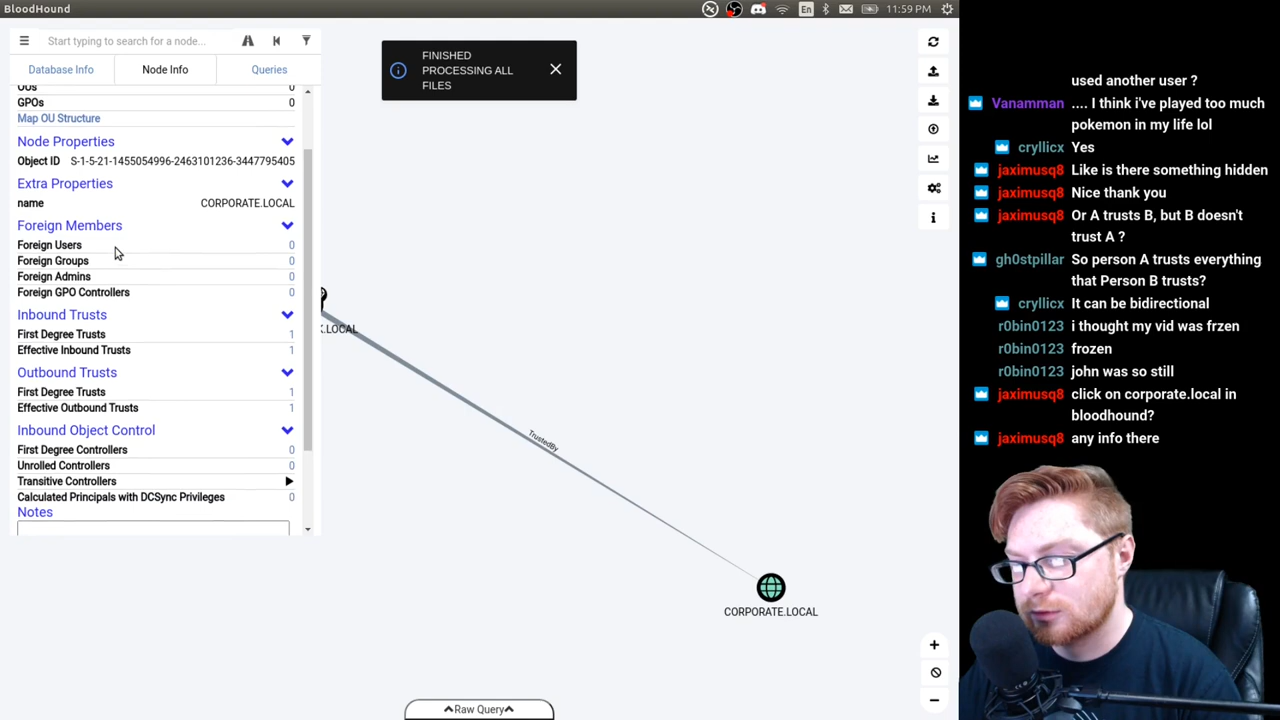 BloodHound
En
11:59 PM
Start typing to search for a node...
Database Info
Node Info
Queries
OUs 0
GPOs 0
Map OU Structure
Node Properties
Object ID S-1-5-21-1455054996-2463101236-3447795405
Extra Properties
name CORPORATE.LOCAL
Foreign Members
Foreign Users 0
Foreign Groups 0
Foreign Admins 0
Foreign GPO Controllers 0
Inbound Trusts
First Degree Trusts 1
Effective Inbound Trusts 1
Outbound Trusts
First Degree Trusts 1
Effective Outbound Trusts 1
Inbound Object Control
First Degree Controllers 0
Unrolled Controllers 0
Transitive Controllers
Calculated Principals with DCSync Privileges 0
Notes
FINISHED
PROCESSING ALL
FILES
.LOCAL
TrustedBy
CORPORATE.LOCAL
Raw Query
used another user ?
Vanamman .... I think i've played too much
pokemon in my life lol
cryllicx Yes
jaximusq8 Like is there something hidden
jaximusq8 Nice thank you
jaximusq8 Or A trusts B, but B doesn't
trust A ?
gh0stpillar So person A trusts everything
that Person B trusts?
cryllicx It can be bidirectional
r0bin0123 i thought my vid was frzen
r0bin0123 frozen
r0bin0123 john was so still
jaximusq8 click on corporate.local in
bloodhound?
jaximusq8 any info there